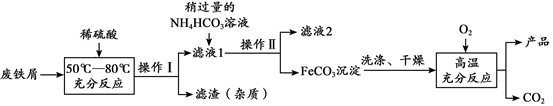 稍过量的
NH₄HCO₃溶液
稀硫酸
O₂
废铁屑
50℃—80℃
充分反应
操作Ⅰ
滤液1
滤渣(杂质)
操作Ⅱ
滤液2
FeCO₃沉淀
洗涤、干燥
高温
充分反应
产品
CO₂